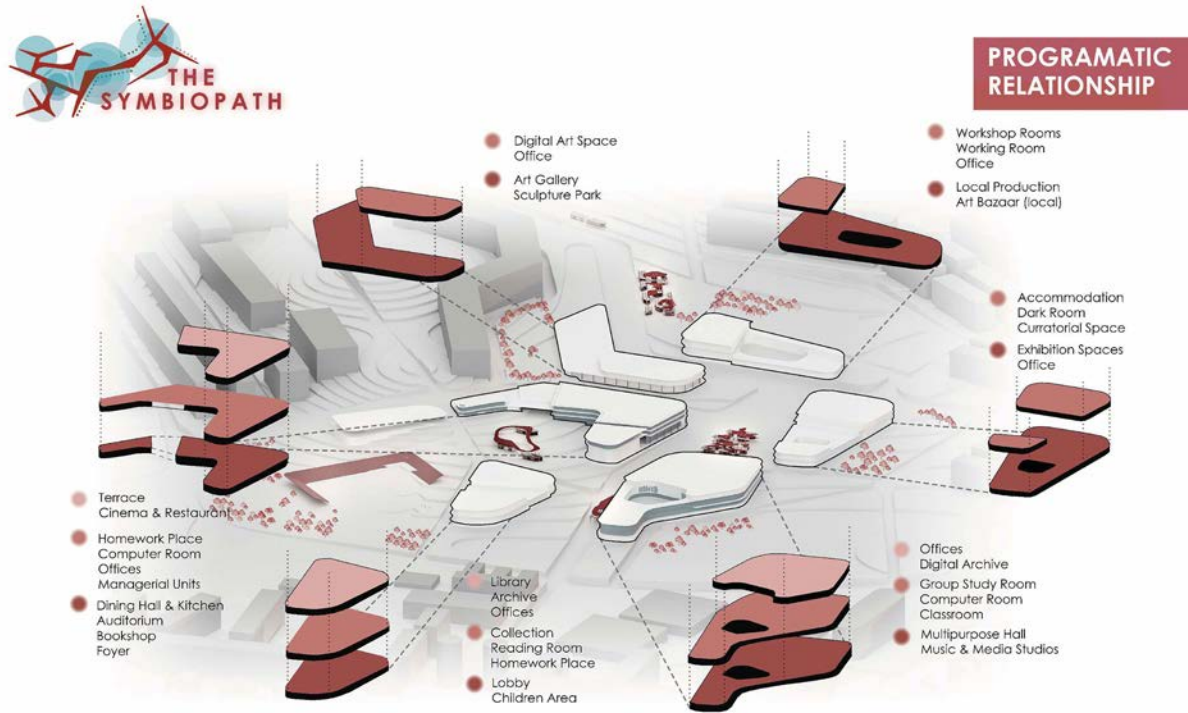 THE
SYMBIOPATH
PROGRAMATIC
RELATIONSHIP
Digital Art Space
Office
Art Gallery
Sculpture Park
Workshop Rooms
Working Room
Office
Local Production
Art Bazaar (local)
Accommodation
Dark Room
Curratorial Space
Exhibition Spaces
Office
Terrace
Cinema & Restaurant
Homework Place
Computer Room
Offices
Managerial Units
Dining Hall & Kitchen
Auditorium
Bookshop
Foyer
Library
Archive
Offices
Collection
Reading Room
Homework Place
Lobby
Children Area
Offices
Digital Archive
Group Study Room
Computer Room
Classroom
Multipurpose Hall
Music & Media Studios